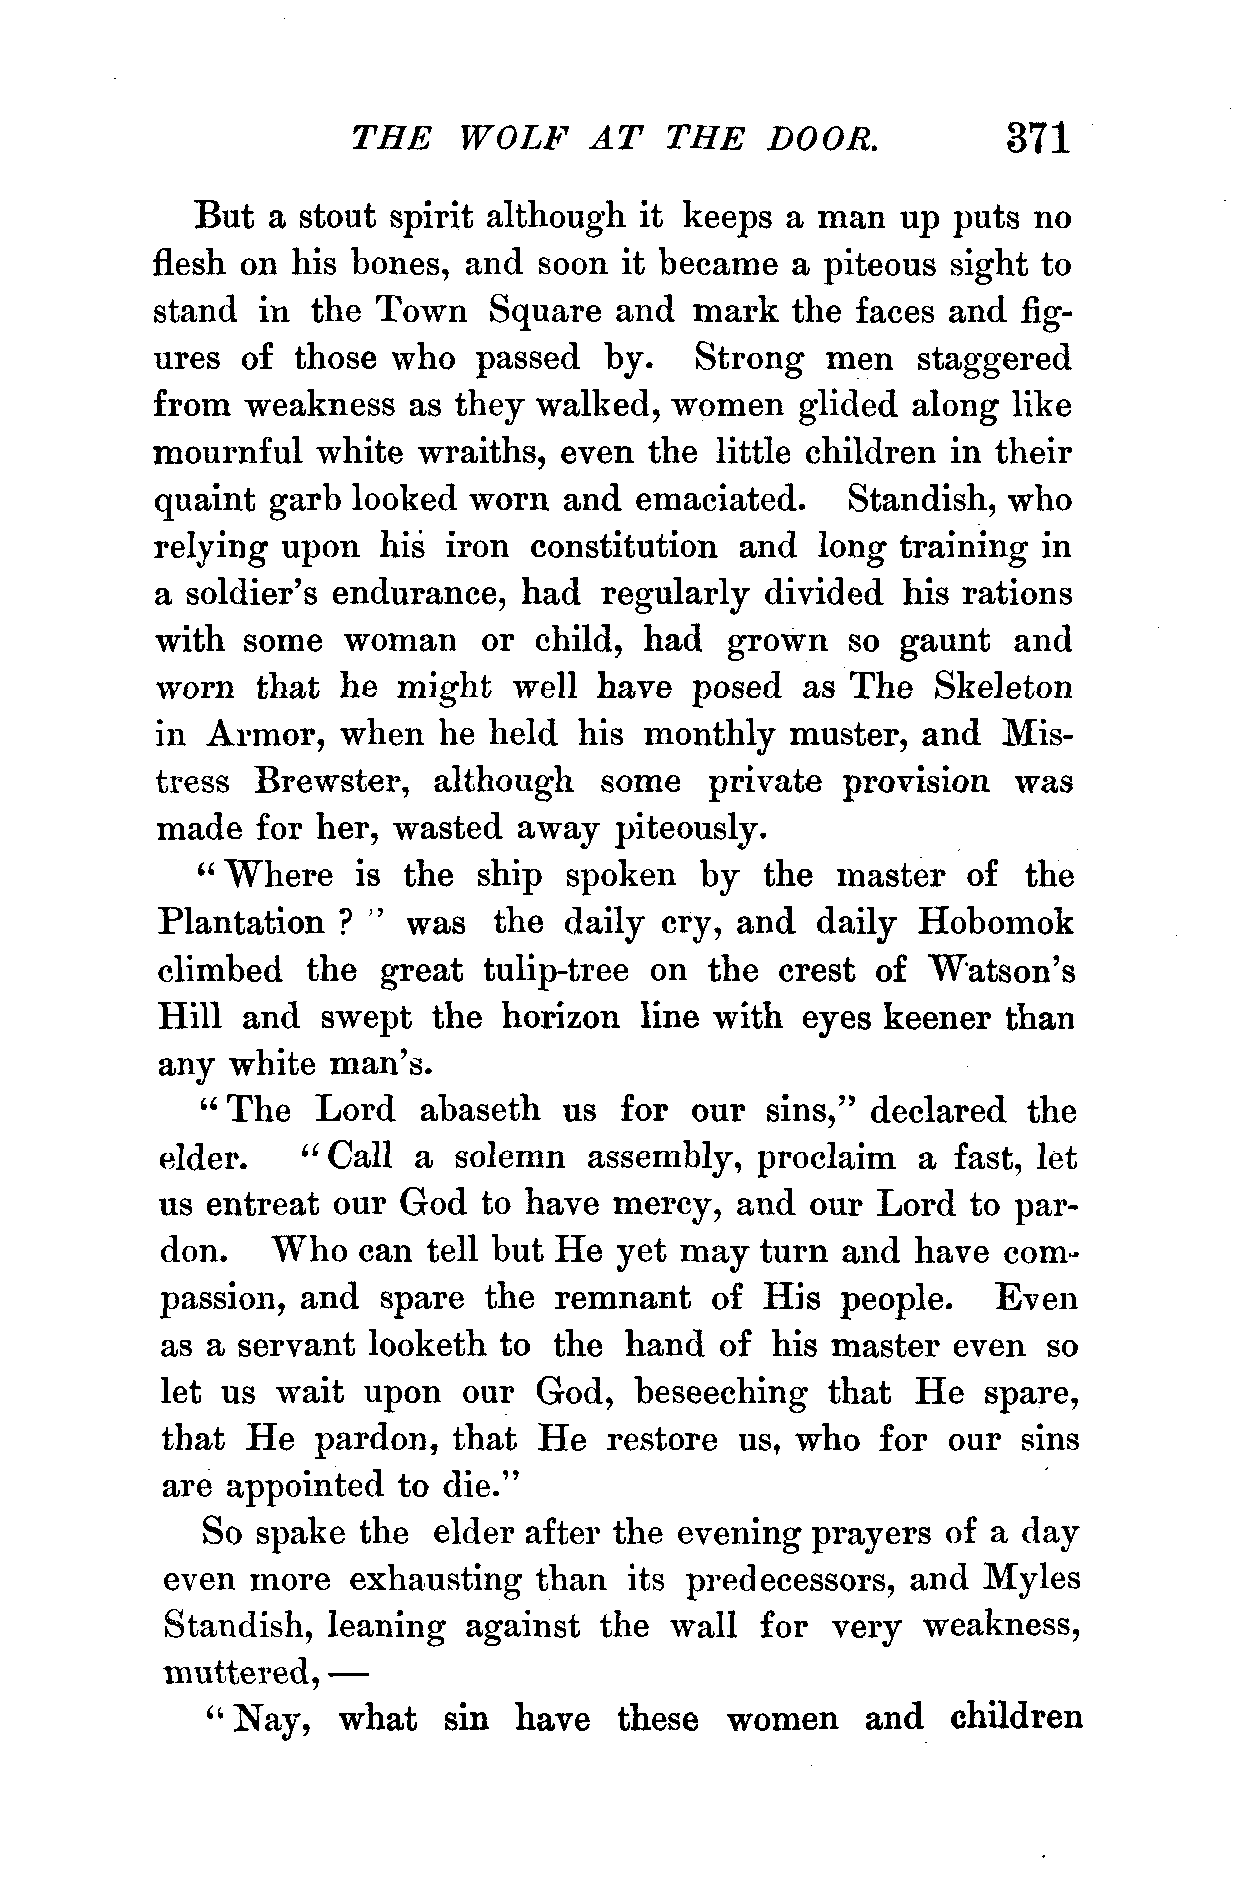 THE WOLF AT THE DOOR. 371
But a stout spirit although it keeps a man up puts no
flesh on his bones, and soon it became a piteous sight to
stand in the Town Square and mark the faces and fig-
ures of those who passed by. Strong men staggered
from weakness as they walked, women glided along like
mournful white wraiths, even the little children in their
quaint garb looked worn and emaciated. Standish, who
relying upon his iron constitution and long training in
a soldier's endurance, had regularly divided his rations
with some woman or child, had grown so gaunt and
worn that he might well have posed as The Skeleton
in Armor, when he held his monthly muster, and Mis-
tress Brewster, although some private provision was
made for her, wasted away piteously.
"Where is the ship spoken by the master of the
Plantation?" was the daily cry, and daily Hobomok
climbed the great tulip-tree on the crest of Watson's
Hill and swept the horizon line with eyes keener than
any white man's.
"The Lord abaseth us for our sins," declared the
elder. "Call a solemn assembly, proclaim a fast, let
us entreat our God to have mercy, and our Lord to par-
don. Who can tell but He yet may turn and have com-
passion, and spare the remnant of His people. Even
as a servant looketh to the hand of his master even so
let us wait upon our God, beseeching that He spare,
that He pardon, that He restore us, who for our sins
are appointed to die."
So spake the elder after the evening prayers of a day
even more exhausting than its predecessors, and Myles
Standish, leaning against the wall for very weakness,
muttered,—
"Nay, what sin have these women and children